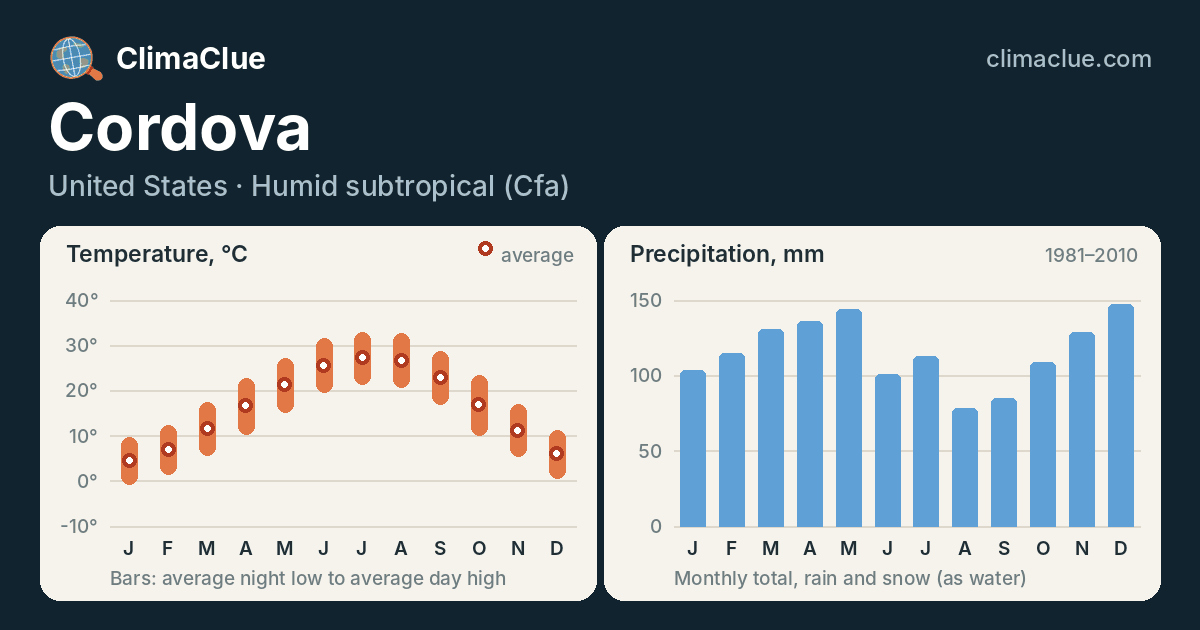 ClimaClue
climaclue.com
Cordova
United States · Humid subtropical (Cfa)
Temperature, °C
average
40°
30°
20°
10°
0°
-10°
J F M A M J J A S O N D
Bars: average night low to average day high
Precipitation, mm
1981–2010
150
100
50
0
J F M A M J J A S O N D
Monthly total, rain and snow (as water)